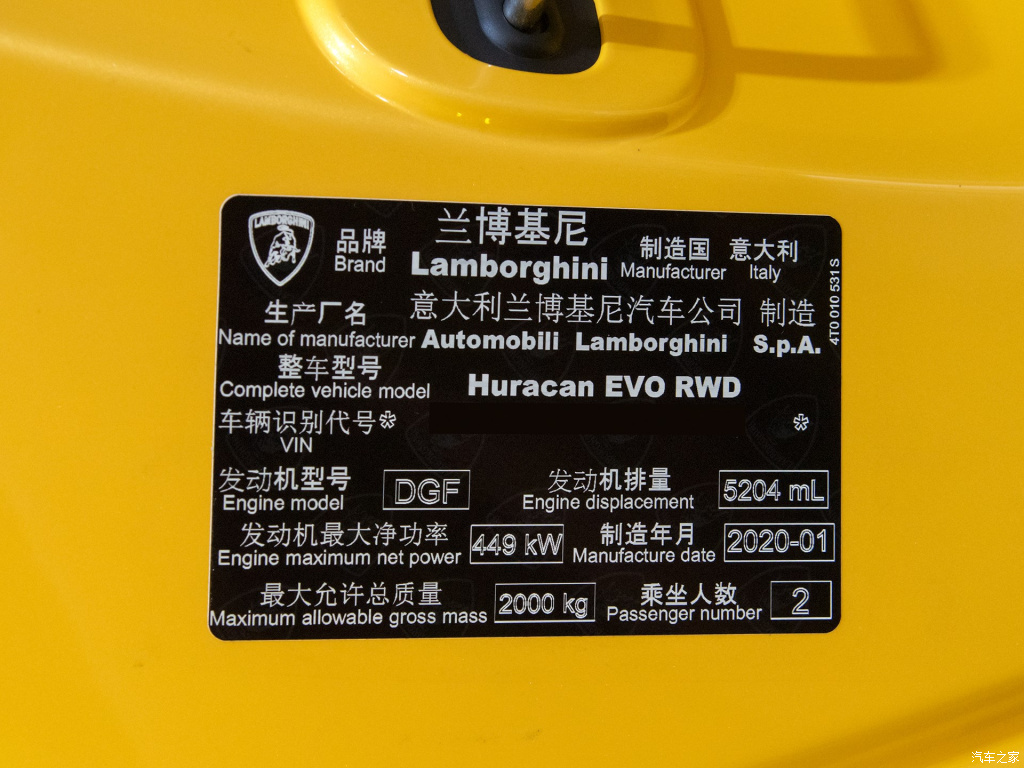 LAMBORGHINI
品牌 兰博基尼 制造国 意大利
Brand Lamborghini Manufacturer Italy
生产厂名 意大利兰博基尼汽车公司 制造
Name of manufacturer Automobili Lamborghini S.p.A.
整车型号
Complete vehicle model Huracan EVO RWD
车辆识别代号* *
VIN
发动机型号 DGF 发动机排量 5204 mL
Engine model Engine displacement
发动机最大净功率 449 kW 制造年月 2020-01
Engine maximum net power Manufacture date
最大允许总质量 2000 kg 乘坐人数 2
Maximum allowable gross mass Passenger number
4T0 010 531 S
汽车之家